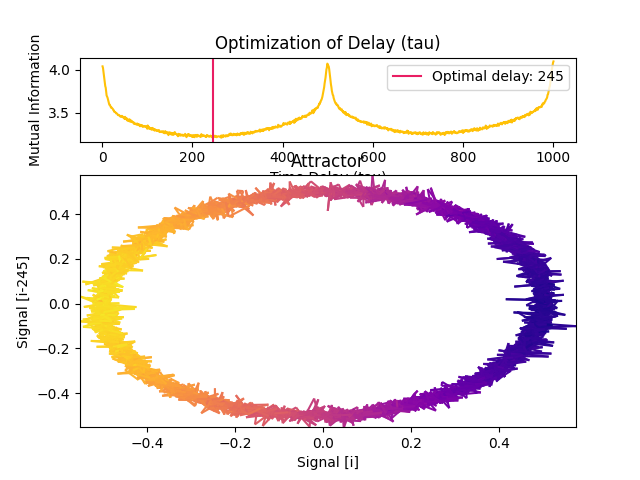 Optimization of Delay (tau)
Mutual Information
4.0
3.5
Optimal delay: 245
0 200 400 600 800 1000
Time Delay (tau)
Attractor
Signal [i-245]
0.4
0.2
0.0
−0.2
−0.4
−0.4 −0.2 0.0 0.2 0.4
Signal [i]